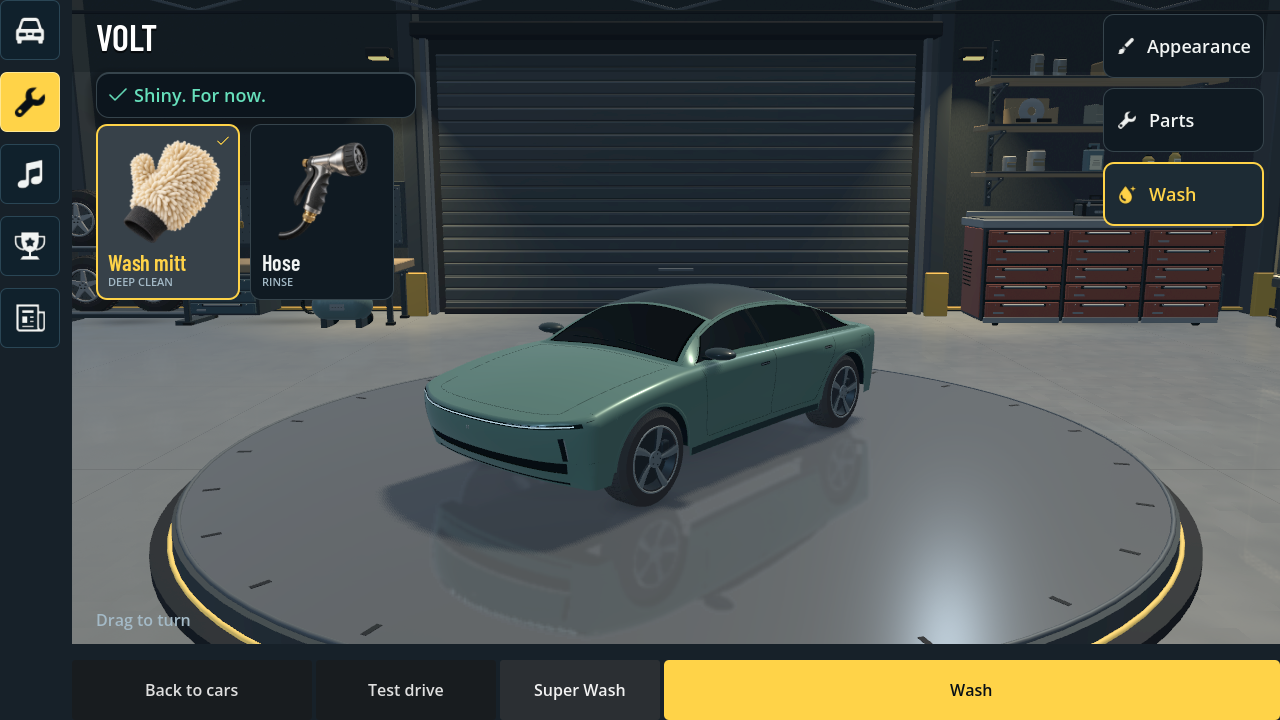 VOLT
Shiny. For now.
Wash mitt
DEEP CLEAN
Hose
RINSE
Appearance
Parts
Wash
Drag to turn
Back to cars
Test drive
Super Wash
Wash